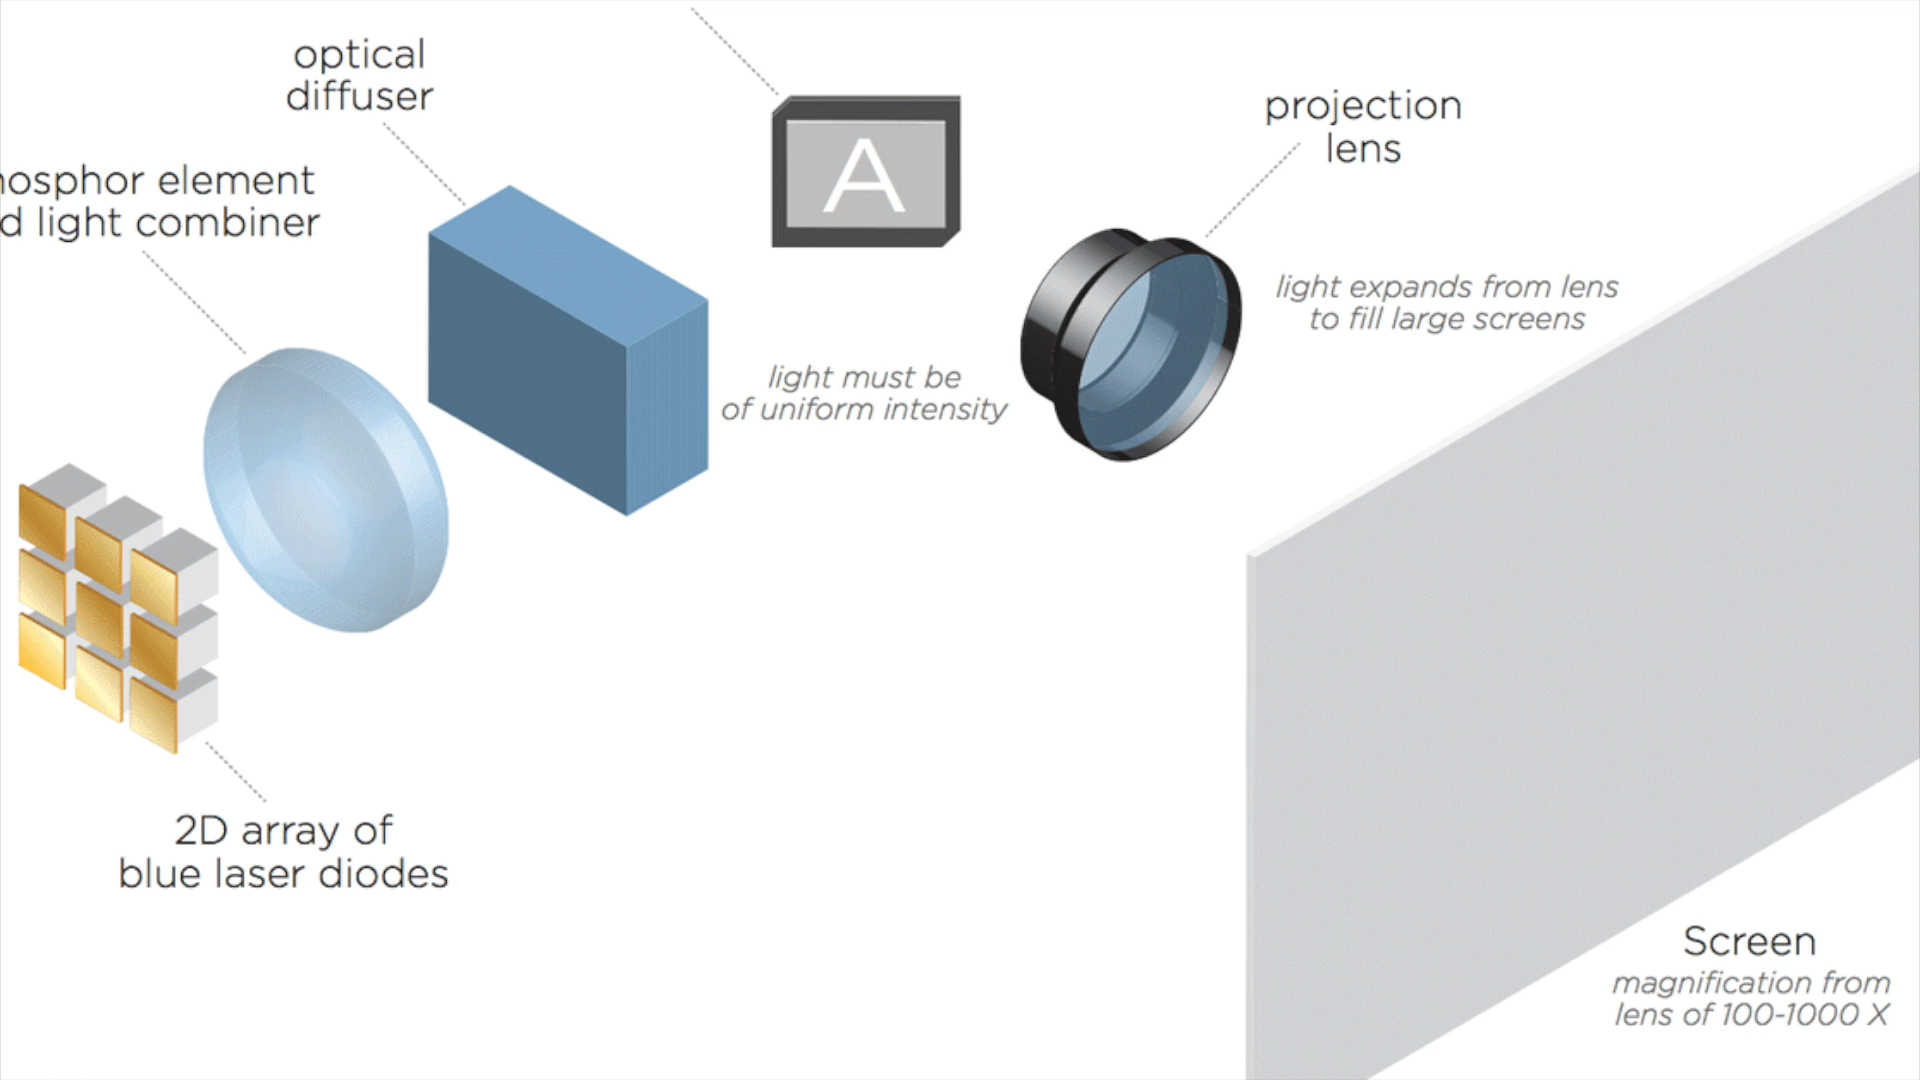 optical
diffuser
hosphor element
d light combiner
A
projection
lens
light expands from lens
to fill large screens
light must be
of uniform intensity
2D array of
blue laser diodes
Screen
magnification from
lens of 100-1000 X